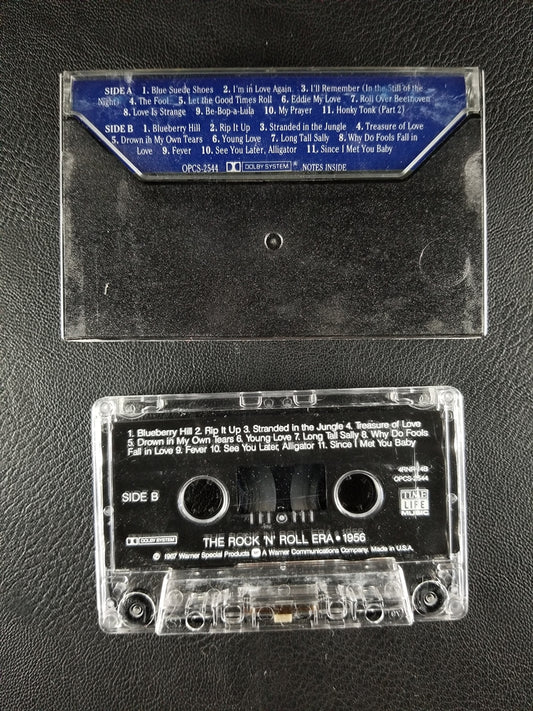 SIDE A 1. Blue Suede Shoes 2. I'm in Love Again 3. I'll Remember (In the Still of the
Night) 4. The Fool 5. Let the Good Times Roll 6. Eddie My Love 7. Roll Over Beethoven
8. Love Is Strange 9. Be-Bop-a-Lula 10. My Prayer 11. Honky Tonk (Part 2)
SIDE B 1. Blueberry Hill 2. Rip It Up 3. Stranded in the Jungle 4. Treasure of Love
5. Drown in My Own Tears 6. Young Love 7. Long Tall Sally 8. Why Do Fools Fall in
Love 9. Fever 10. See You Later, Alligator 11. Since I Met You Baby
OPCS-2544 DOLBY SYSTEM® NOTES INSIDE
1. Blueberry Hill 2. Rip It Up 3. Stranded in the Jungle 4. Treasure of Love
5. Drown in My Own Tears 6. Young Love 7. Long Tall Sally 8. Why Do Fools
Fall in Love 9. Fever 10. See You Later, Alligator 11. Since I Met You Baby
OPCS-2544
SIDE B
TIME
LIFE
MUSIC
DOLBY SYSTEM
THE ROCK 'N' ROLL ERA • 1956
℗ 1987 Warner Special Products A Warner Communications Company. Made in U.S.A.